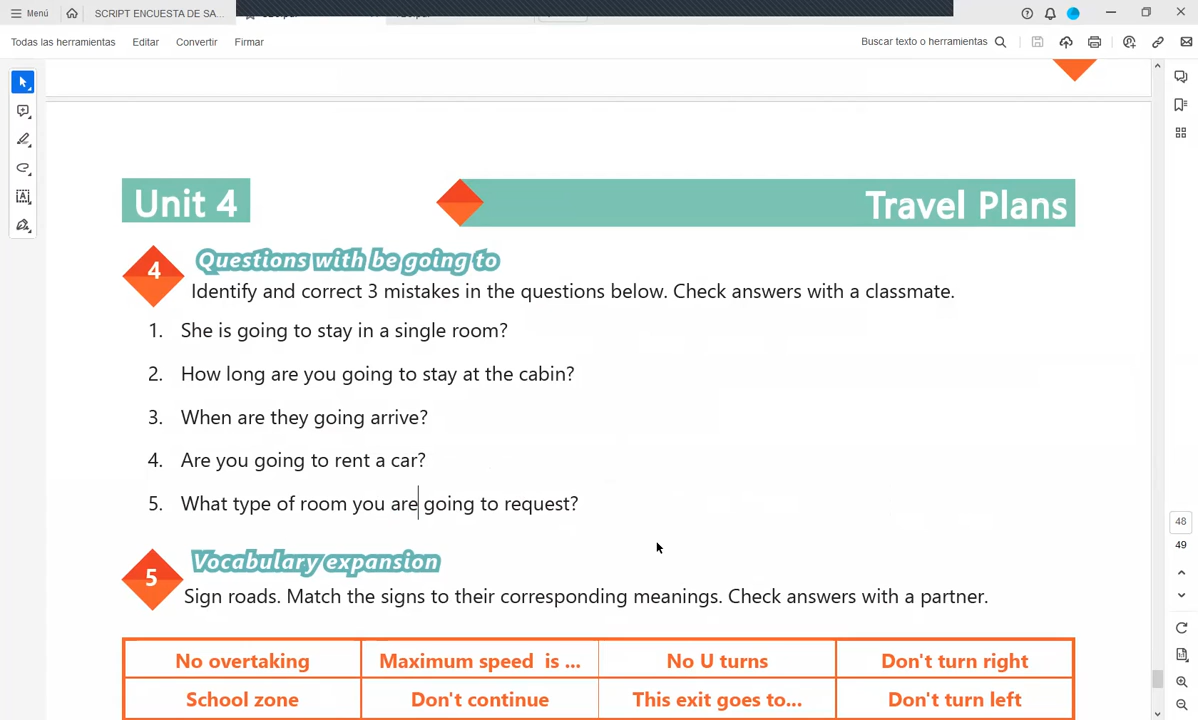 Menú
SCRIPT ENCUESTA DE SA...
Todas las herramientas Editar Convertir Firmar
Buscar texto o herramientas
Unit 4
Travel Plans
4
Questions with be going to
Identify and correct 3 mistakes in the questions below. Check answers with a classmate.
1. She is going to stay in a single room?
2. How long are you going to stay at the cabin?
3. When are they going arrive?
4. Are you going to rent a car?
5. What type of room you are going to request?
5
Vocabulary expansion
Sign roads. Match the signs to their corresponding meanings. Check answers with a partner.
No overtaking Maximum speed is ... No U turns Don't turn right
School zone Don't continue This exit goes to... Don't turn left
48
49